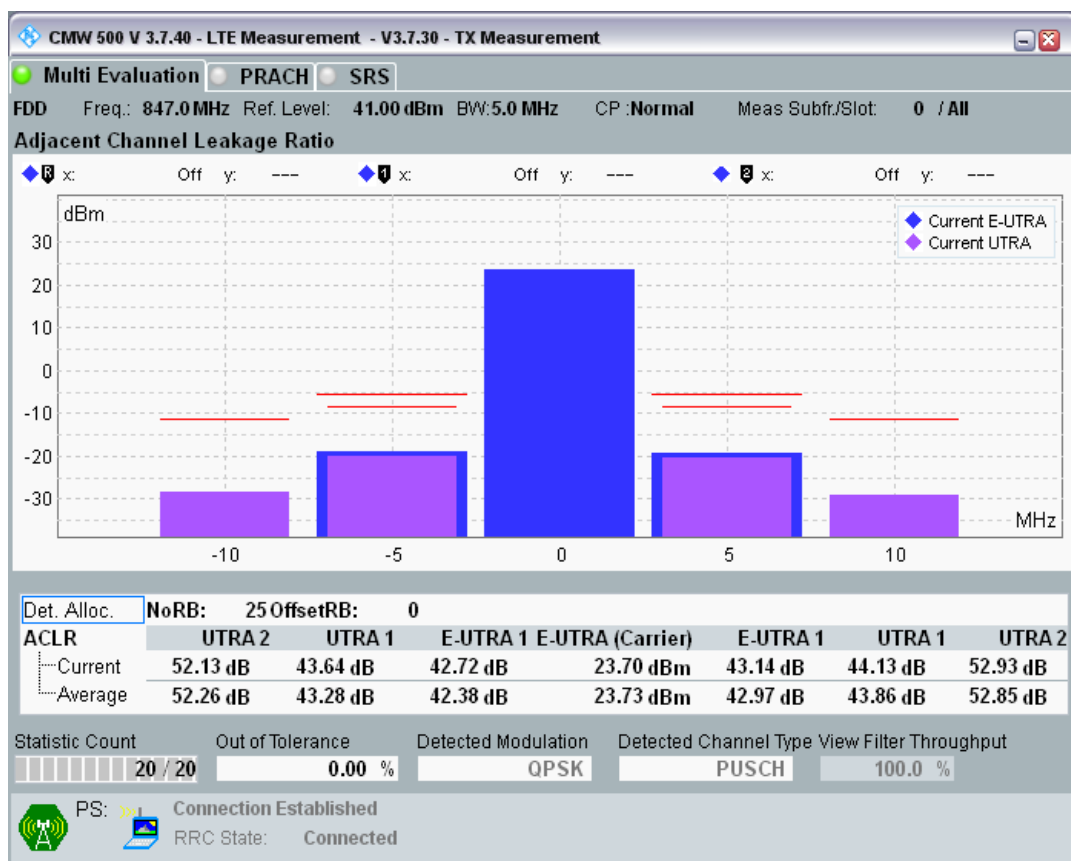 CMW 500 V 3.7.40 - LTE Measurement - V3.7.30 - TX Measurement
Multi Evaluation PRACH SRS
FDD Freq.: 847.0 MHz Ref. Level: 41.00 dBm BW:5.0 MHz CP :Normal Meas Subfr./Slot: 0 / All
Adjacent Channel Leakage Ratio
R x: Off y: --- 1 x: Off y: --- 2 x: Off y: ---
dBm
Current E-UTRA
Current UTRA
30
20
10
0
-10
-20
-30
MHz
-10 -5 0 5 10
Det. Alloc. NoRB: 25 OffsetRB: 0
ACLR UTRA 2 UTRA 1 E-UTRA 1 E-UTRA (Carrier) E-UTRA 1 UTRA 1 UTRA 2
Current 52.13 dB 43.64 dB 42.72 dB 23.70 dBm 43.14 dB 44.13 dB 52.93 dB
Average 52.26 dB 43.28 dB 42.38 dB 23.73 dBm 42.97 dB 43.86 dB 52.85 dB
Statistic Count Out of Tolerance Detected Modulation Detected Channel Type View Filter Throughput
20 / 20 0.00 % QPSK PUSCH 100.0 %
PS: Connection Established
RRC State: Connected